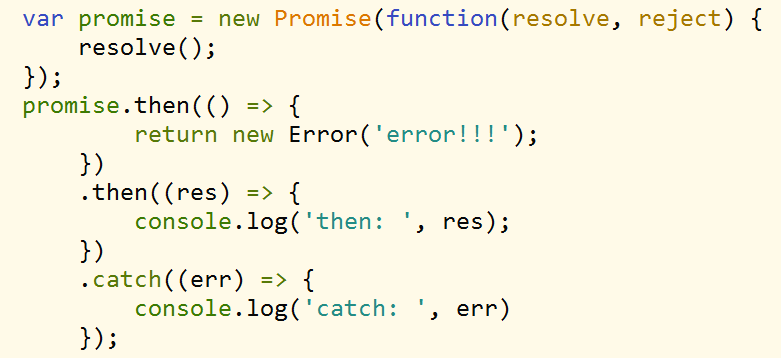 var promise = new Promise(function(resolve, reject) {
    resolve();
});
promise.then(() => {
        return new Error('error!!!');
    })
    .then((res) => {
        console.log('then: ', res);
    })
    .catch((err) => {
        console.log('catch: ', err)
    });